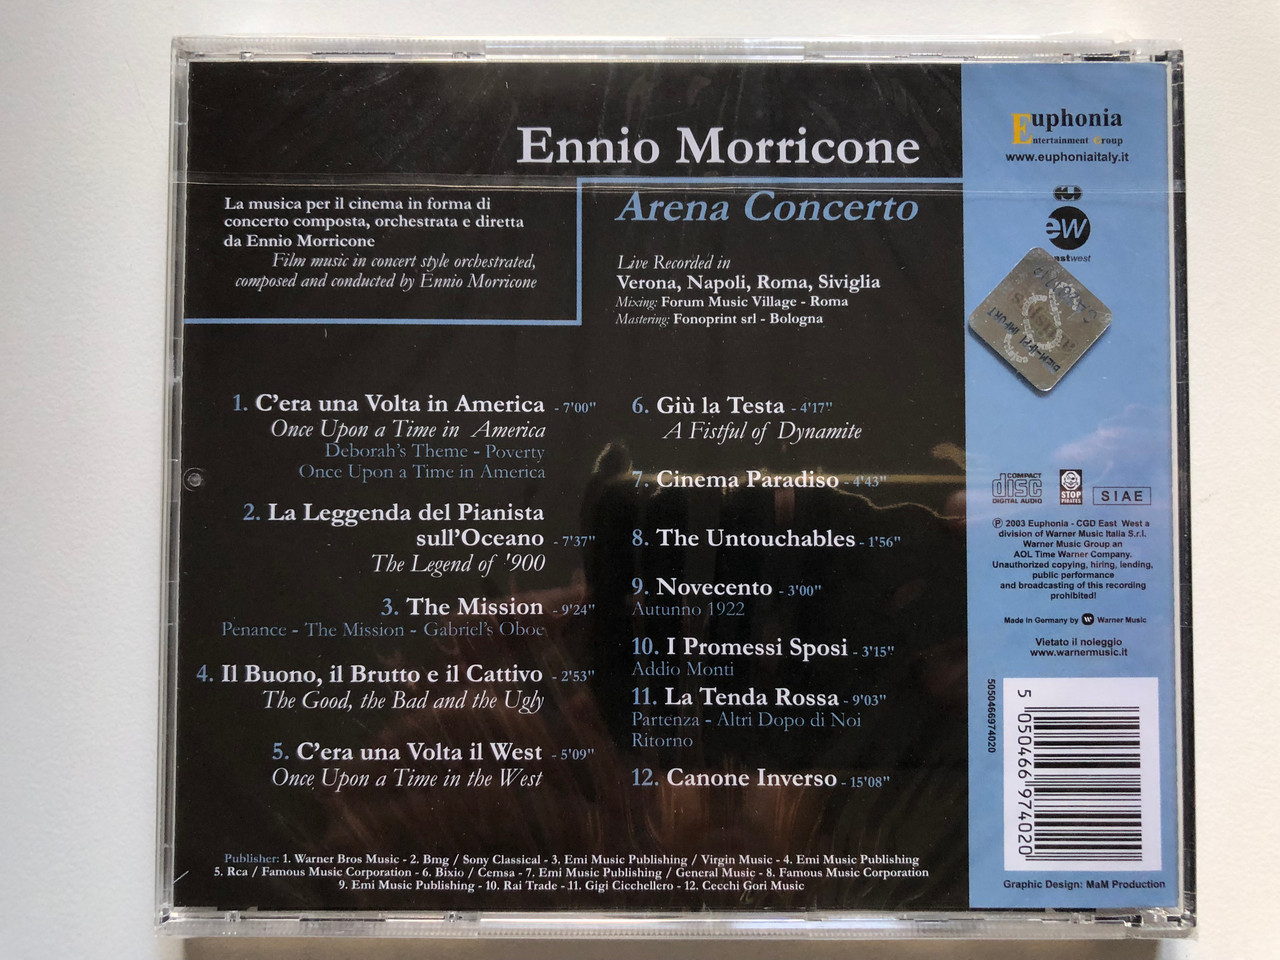 Ennio Morricone
Arena Concerto
La musica per il cinema in forma di
concerto composta, orchestrata e diretta
da Ennio Morricone
Film music in concert style orchestrated,
composed and conducted by Ennio Morricone
Live Recorded in
Verona, Napoli, Roma, Siviglia
Mixing: Forum Music Village - Roma
Mastering: Fonoprint srl - Bologna
1. C'era una Volta in America - 7'00"
Once Upon a Time in America
Deborah's Theme - Poverty
Once Upon a Time in America
2. La Leggenda del Pianista
sull'Oceano - 7'37"
The Legend of '900
3. The Mission - 9'24"
Penance - The Mission - Gabriel's Oboe
4. Il Buono, il Brutto e il Cattivo - 2'53"
The Good, the Bad and the Ugly
5. C'era una Volta il West - 5'09"
Once Upon a Time in the West
6. Giù la Testa - 4'17"
A Fistful of Dynamite
7. Cinema Paradiso - 4'43"
8. The Untouchables - 1'56"
9. Novecento - 3'00"
Autunno 1922
10. I Promessi Sposi - 3'15"
Addio Monti
11. La Tenda Rossa - 9'03"
Partenza - Altri Dopo di Noi
Ritorno
12. Canone Inverso - 15'08"
Publisher: 1. Warner Bros Music - 2. Bmg / Sony Classical - 3. Emi Music Publishing / Virgin Music - 4. Emi Music Publishing
5. Rca / Famous Music Corporation - 6. Bixio / Cemsa - 7. Emi Music Publishing / General Music - 8. Famous Music Corporation
9. Emi Music Publishing - 10. Rai Trade - 11. Gigi Cicchellero - 12. Cecchi Gori Music
Euphonia
Entertainment Group
www.euphoniaitaly.it
ew
eastwest
COMPACT
disc
DIGITAL AUDIO
STOP
PIRATES
SIAE
℗ 2003 Euphonia - CGD East West a
division of Warner Music Italia S.r.l.
Warner Music Group an
AOL Time Warner Company.
Unauthorized copying, hiring, lending,
public performance
and broadcasting of this recording
prohibited!
Made in Germany by Warner Music
Vietato il noleggio
www.warnermusic.it
5050466974020
5 050466 974020
Graphic Design: MaM Production